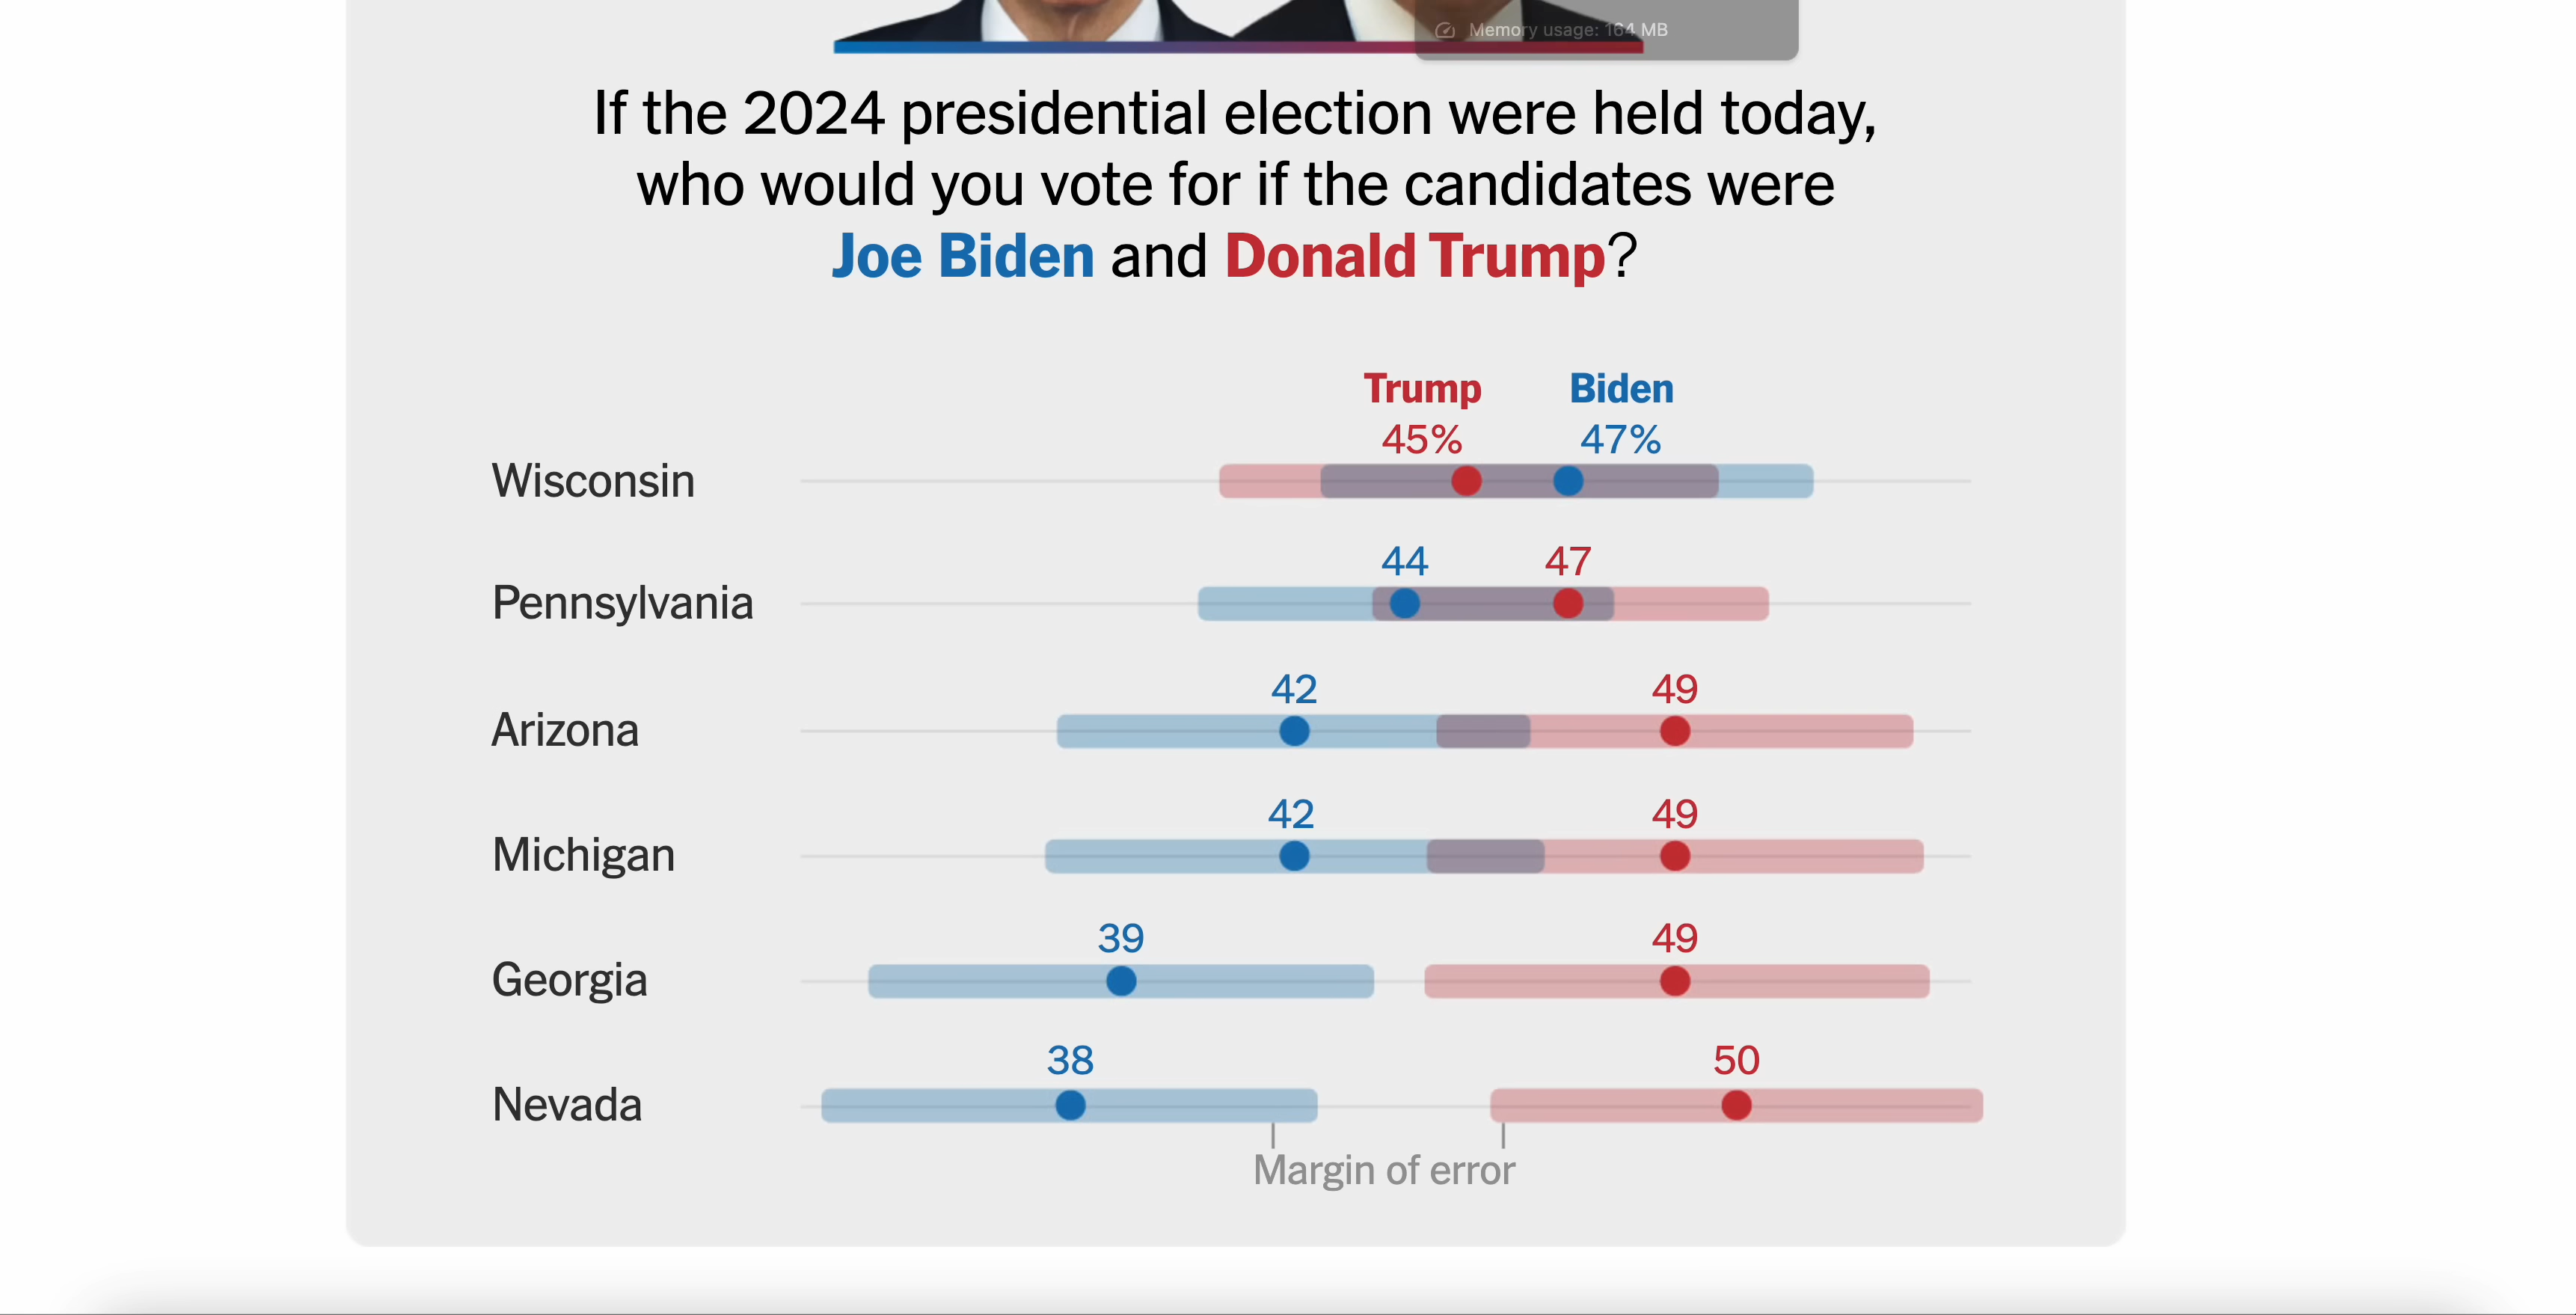 Memory usage: 164 MB
If the 2024 presidential election were held today,
who would you vote for if the candidates were
Joe Biden and Donald Trump?
Trump Biden
45% 47%
Wisconsin
44 47
Pennsylvania
42 49
Arizona
42 49
Michigan
39 49
Georgia
38 50
Nevada
Margin of error